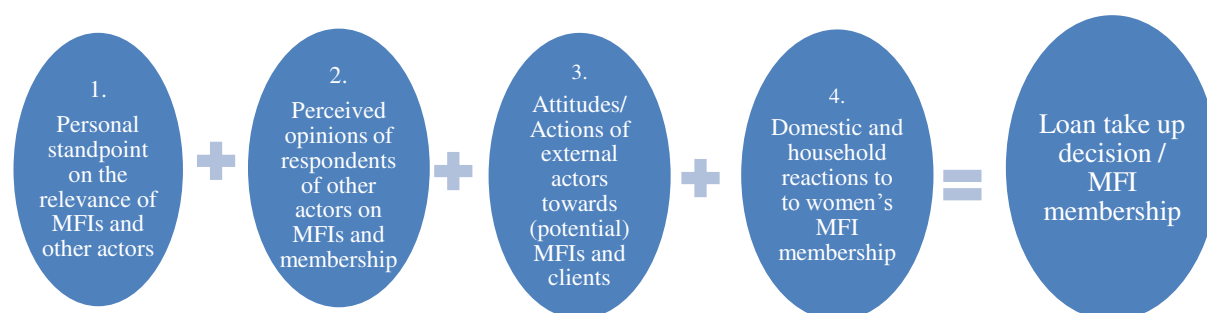 1.
Personal
standpoint
on the
relevance of
MFIs and
other actors
2.
Perceived
opinions of
respondents
of other
actors on
MFIs and
membership
3.
Attitudes/
Actions of
external
actors
towards
(potential)
MFIs and
clients
4.
Domestic and
household
reactions to
to women’s
MFI
membership
Loan take up
decision /
MFI
membership